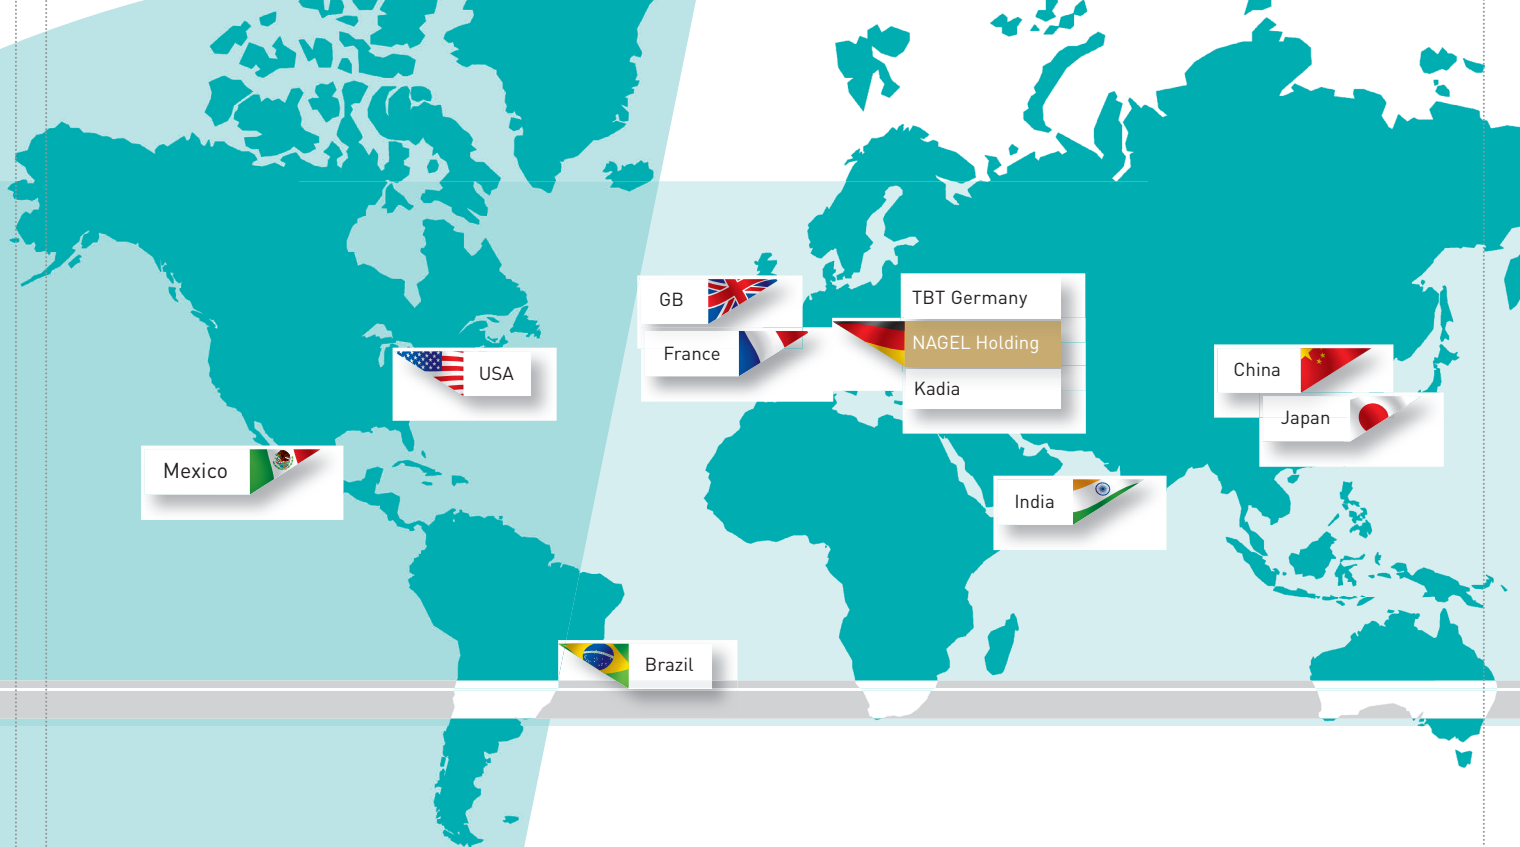 TBT Germany
GB
NAGEL Holding
France
Kadia
USA
China
Japan
Mexico
India
Brazil